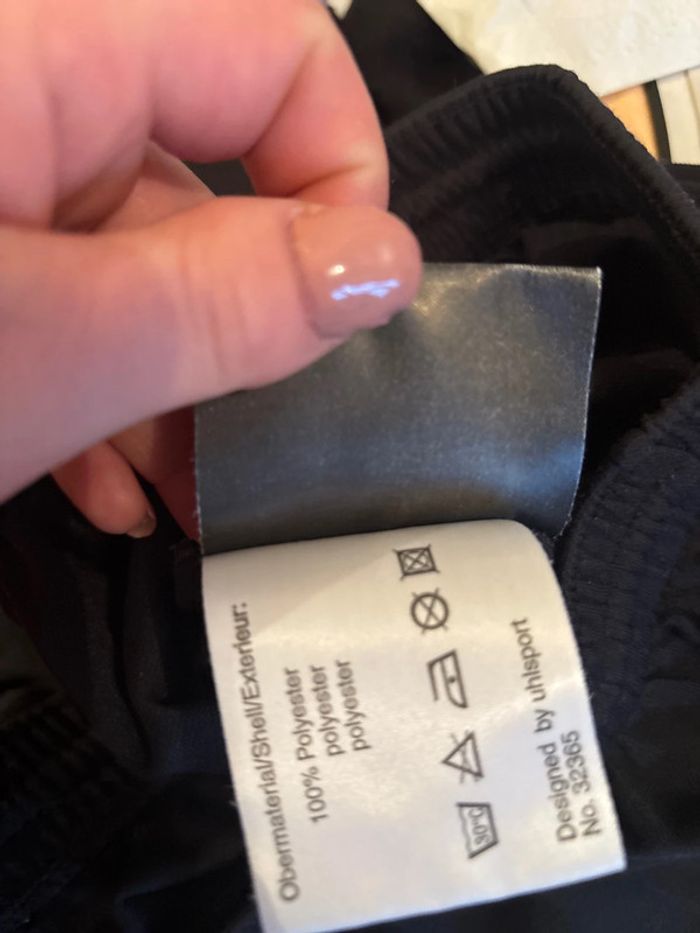 Obermaterial/Shell/Exterieur:
100% Polyester
polyester
polyester
30°C
Designed by uhlsport
No. 32365